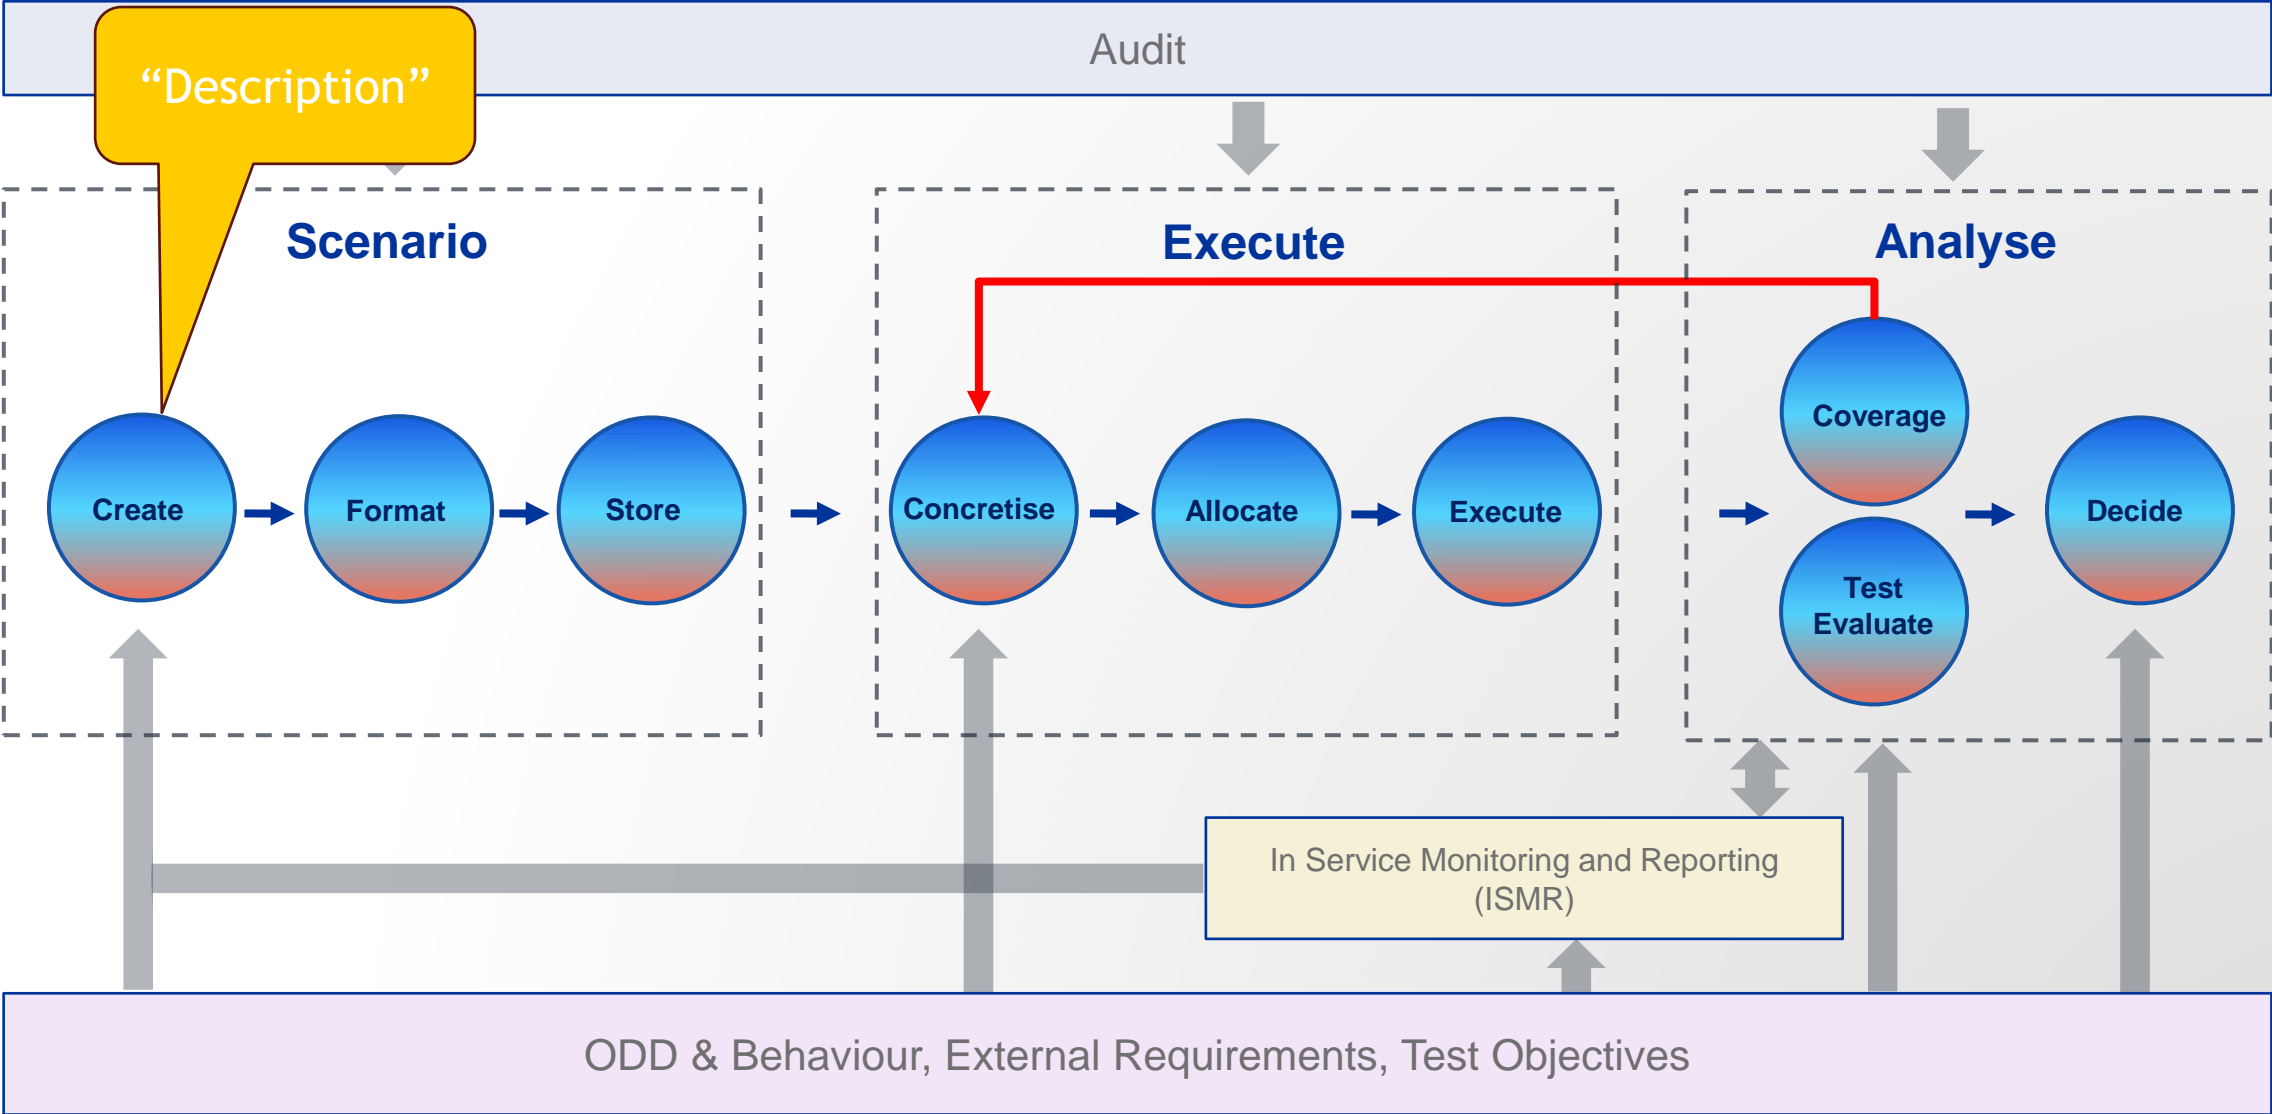 Audit
“Description”
Scenario
Execute
Analyse
Create
Format
Store
Concretise
Allocate
Execute
Coverage
Test
Evaluate
Decide
In Service Monitoring and Reporting
(ISMR)
ODD & Behaviour, External Requirements, Test Objectives